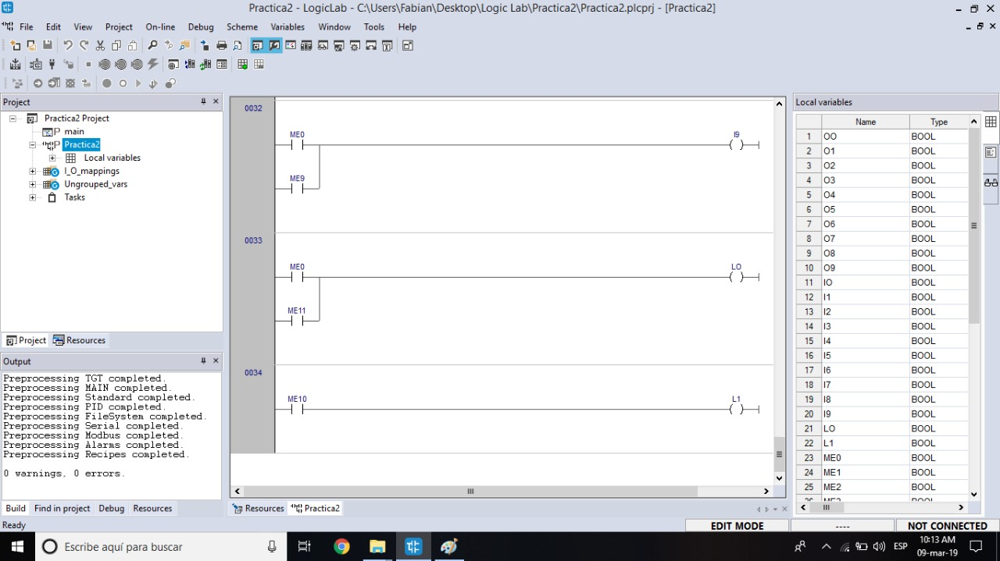 Practica2 - LogicLab - C:\Users\Fabian\Desktop\Logic Lab\Practica2\Practica2.plcprj - [Practica2]
File Edit View Project On-line Debug Scheme Variables Window Tools Help
Project
Practica2 Project
main
Practica2
Local variables
I_O_mappings
Ungrouped_vars
Tasks
Project Resources
Output
Preprocessing TGT completed.
Preprocessing MAIN completed.
Preprocessing Standard completed.
Preprocessing PID completed.
Preprocessing FileSystem completed.
Preprocessing Serial completed.
Preprocessing Modbus completed.
Preprocessing Alarms completed.
Preprocessing Recipes completed.
0 warnings, 0 errors.
Build Find in project Debug Resources
0032
ME0 I9
ME9
0033
ME0 LO
ME11
0034
ME10 L1
Resources Practica2
Local variables
Name Type
1 OO BOOL
2 O1 BOOL
3 O2 BOOL
4 O3 BOOL
5 O4 BOOL
6 O5 BOOL
7 O6 BOOL
8 O7 BOOL
9 O8 BOOL
10 O9 BOOL
11 IO BOOL
12 I1 BOOL
13 I2 BOOL
14 I3 BOOL
15 I4 BOOL
16 I5 BOOL
17 I6 BOOL
18 I7 BOOL
19 I8 BOOL
20 I9 BOOL
21 LO BOOL
22 L1 BOOL
23 ME0 BOOL
24 ME1 BOOL
25 ME2 BOOL
Ready EDIT MODE ---- NOT CONNECTED
Escribe aquí para buscar
ESP
10:13 AM
09-mar-19